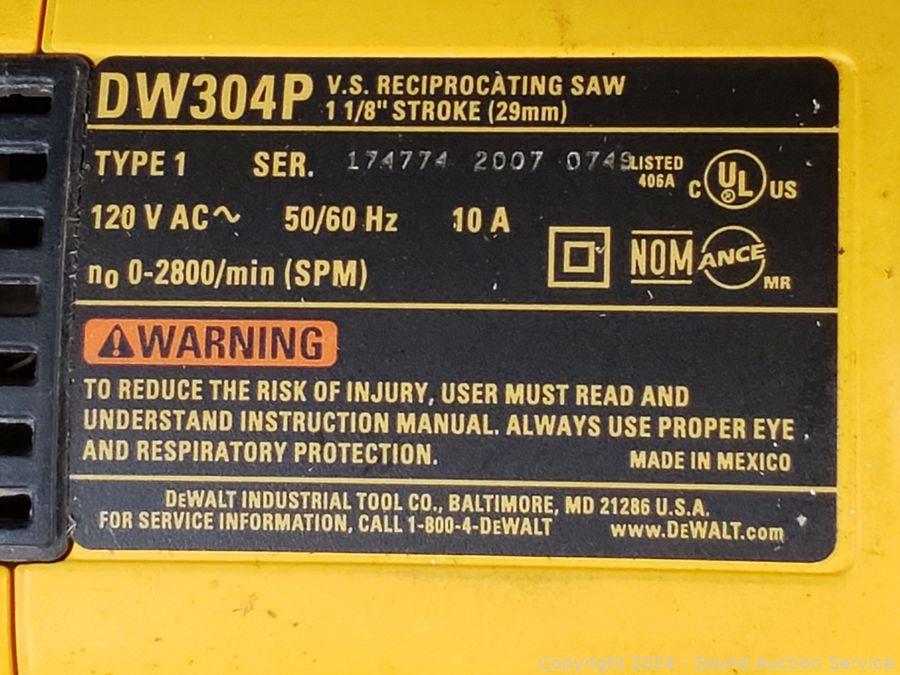 DW304P V.S. RECIPROCATING SAW
1 1/8" STROKE (29mm)
TYPE 1 SER. 174774 2007 0749
LISTED
406A
C UL US
120 V AC~ 50/60 Hz 10 A
NOM ANCE MR
no 0-2800/min (SPM)
WARNING
TO REDUCE THE RISK OF INJURY, USER MUST READ AND
UNDERSTAND INSTRUCTION MANUAL. ALWAYS USE PROPER EYE
AND RESPIRATORY PROTECTION. MADE IN MEXICO
DEWALT INDUSTRIAL TOOL CO., BALTIMORE, MD 21286 U.S.A.
FOR SERVICE INFORMATION, CALL 1-800-4-DEWALT www.DEWALT.com
Copyright 2024 - Sound Auction Service